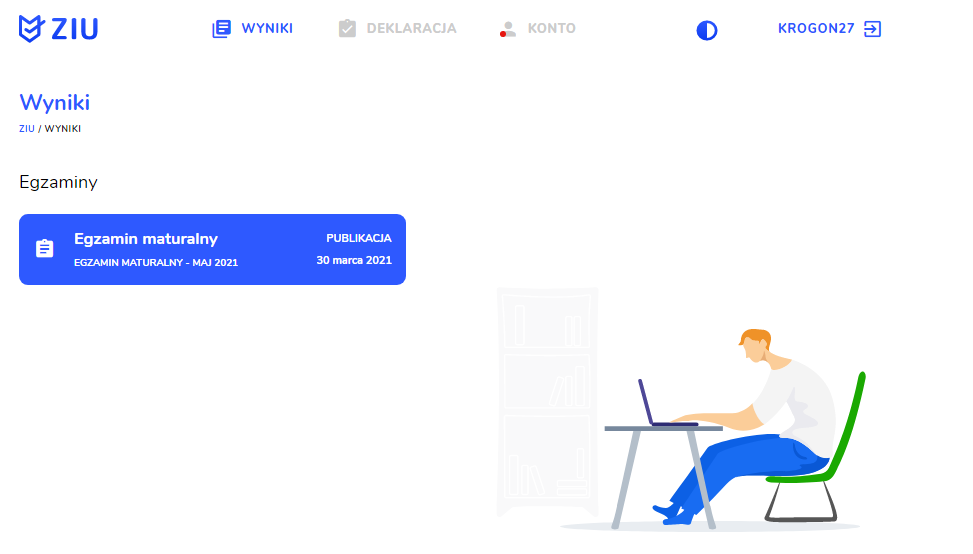 ZIU WYNIKI DEKLARACJA KONTO KROGON27
Wyniki
ZIU / WYNIKI
Egzaminy
Egzamin maturalny PUBLIKACJA
EGZAMIN MATURALNY - MAJ 2021 30 marca 2021